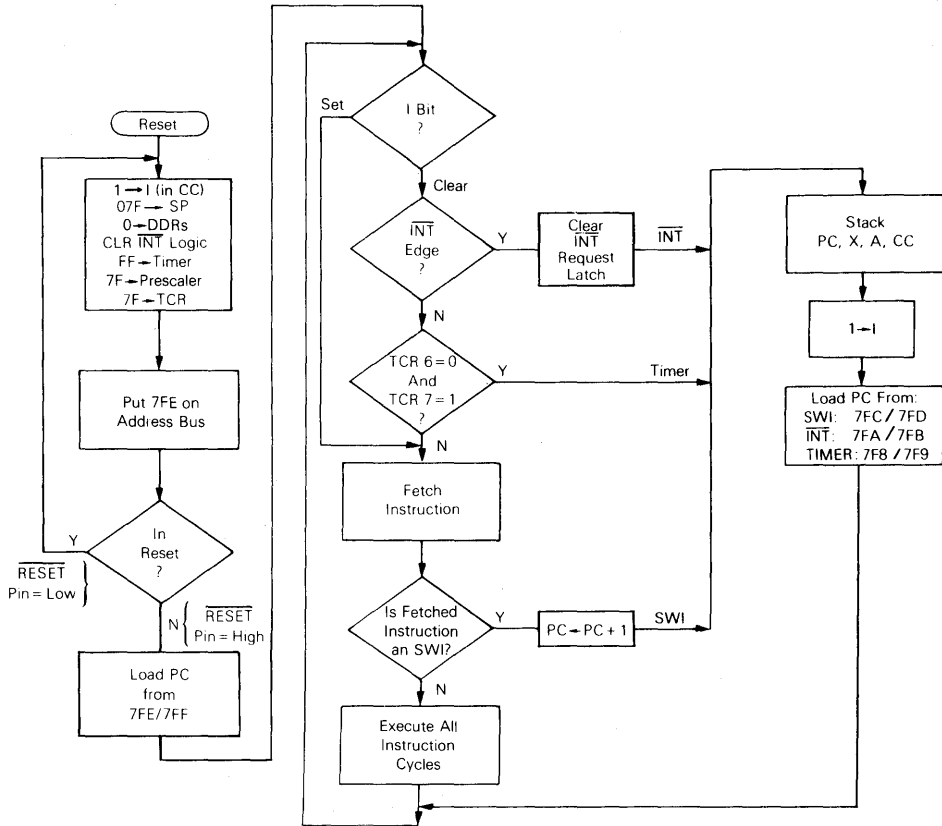 Reset
1→I (in CC)
07F→SP
0→DDRs
CLR INT Logic
FF→Timer
7F→Prescaler
7F→TCR
Put 7FE on
Address Bus
In
Reset
?
Y
RESET
Pin = Low
N
RESET
Pin = High
Load PC
from
7FE/7FF
I Bit
?
Set
Clear
INT
Edge
?
Y
Clear
INT
Request
Latch
INT
N
TCR 6 = 0
And
TCR 7 = 1
?
Y
Timer
N
Fetch
Instruction
Is Fetched
Instruction
an SWI?
Y
PC←PC + 1
SWI
N
Execute All
Instruction
Cycles
Stack
PC, X, A, CC
1→I
Load PC From:
SWI: 7FC / 7FD
INT: 7FA / 7FB
TIMER: 7F8 / 7F9